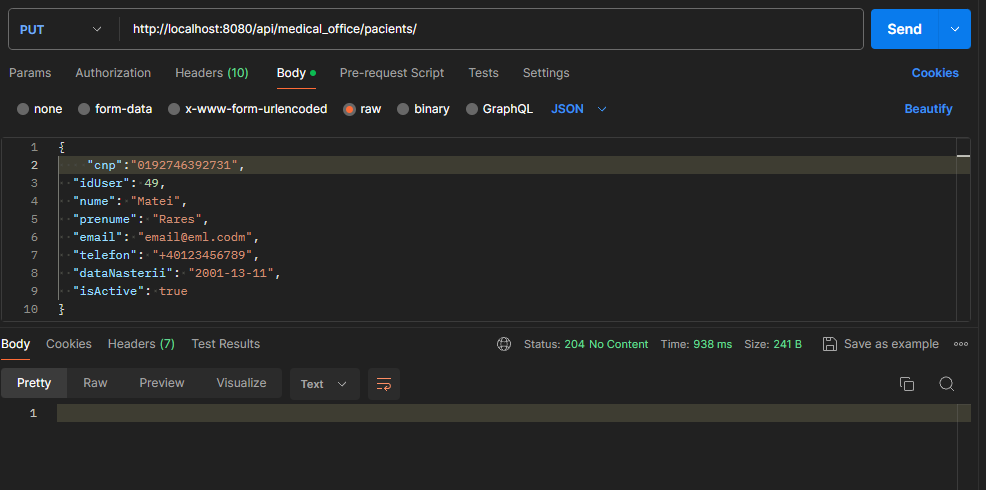 PUT http://localhost:8080/api/medical_office/pacients/ Send
Params Authorization Headers (10) Body Pre-request Script Tests Settings Cookies
none form-data x-www-form-urlencoded raw binary GraphQL JSON Beautify
1 {
2 "cnp":"0192746392731",
3 "idUser": 49,
4 "nume": "Matei",
5 "prenume": "Rares",
6 "email": "email@eml.codm",
7 "telefon": "+40123456789",
8 "dataNasterii": "2001-13-11",
9 "isActive": true
10 }
Body Cookies Headers (7) Test Results Status: 204 No Content Time: 938 ms Size: 241 B Save as example
Pretty Raw Preview Visualize Text
1